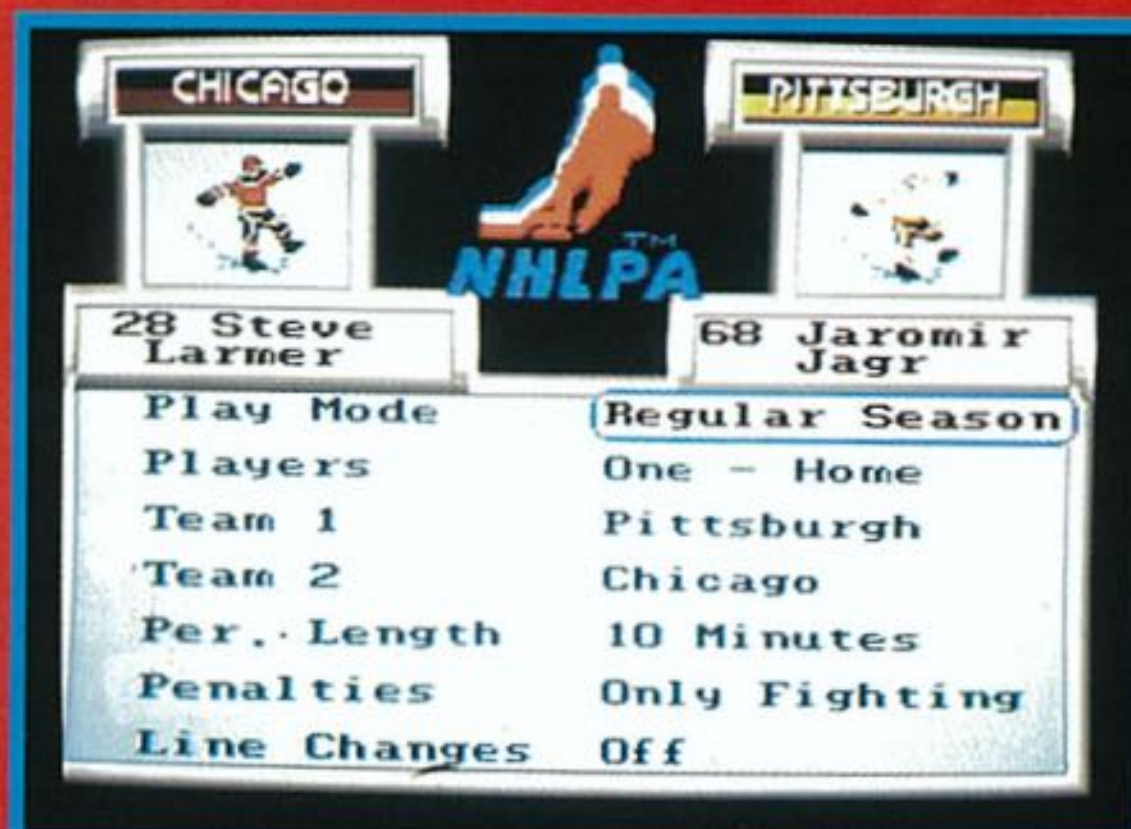 CHICAGO
PITTSBURGH
TM
NHLPA
28 Steve
Larmer
68 Jaromir
Jagr
Play Mode Regular Season
Players One - Home
Team 1 Pittsburgh
Team 2 Chicago
Per. Length 10 Minutes
Penalties Only Fighting
Line Changes Off